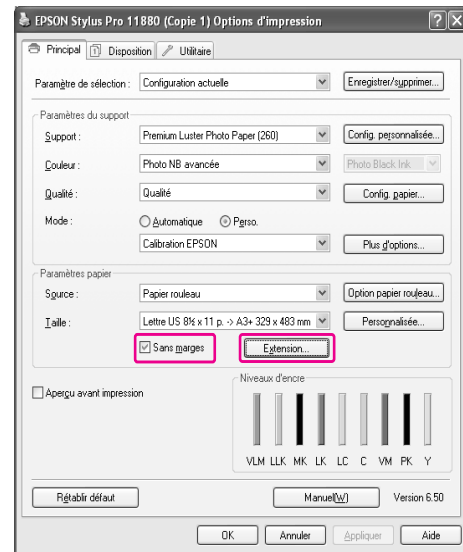 EPSON Stylus Pro 11880 (Copie 1) Options d'impression
Principal Disposition Utilitaire
Paramètre de sélection : Configuration actuelle Enregistrer/supprimer...
Paramètres du support
Support : Premium Luster Photo Paper (260) Config. personnalisée...
Couleur : Photo NB avancée Photo Black Ink
Qualité : Qualité Config. papier...
Mode : Automatique Perso.
Calibration EPSON Plus d'options...
Paramètres papier
Source : Papier rouleau Option papier rouleau...
Taille : Lettre US 8½ x 11 p. -> A3+ 329 x 483 mm Personnalisée...
Sans marges Extension...
Aperçu avant impression
Niveaux d'encre
VLM LLK MK LK LC C VM PK Y
Rétablir défaut Manuel(W) Version 6.50
OK Annuler Appliquer Aide